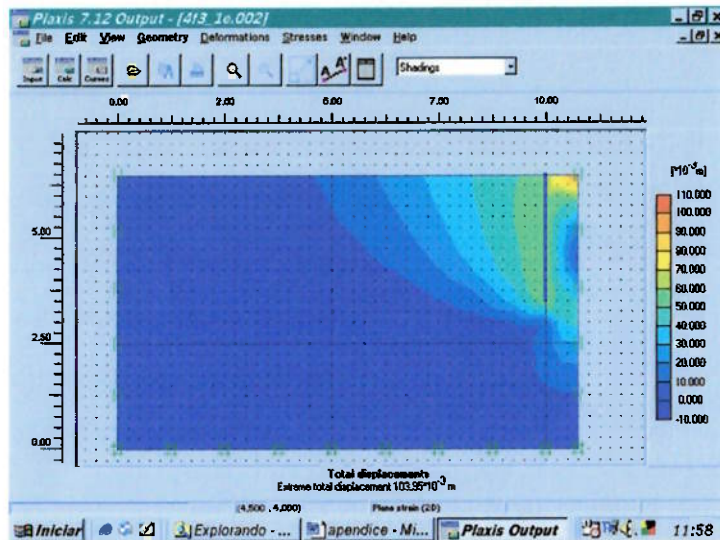 Plaxis 7.12 Output - [4f3_1e.002]
File Edit View Geometry Deformations Stresses Window Help
Input Calc Curves Shadings
0.00 2.50 5.00 7.50 10.00
[*10⁻³m]
110.000
100.000
90.000
80.000
70.000
60.000
50.000
40.000
30.000
20.000
10.000
0.000
-10.000
5.00
2.50
0.00
Total displacements
Extreme total displacement 103.95*10⁻³ m
(4,500 , 4,000) Plane strain (2D)
Iniciar Explorando - ... apendice - Mi... Plaxis Output 11:58